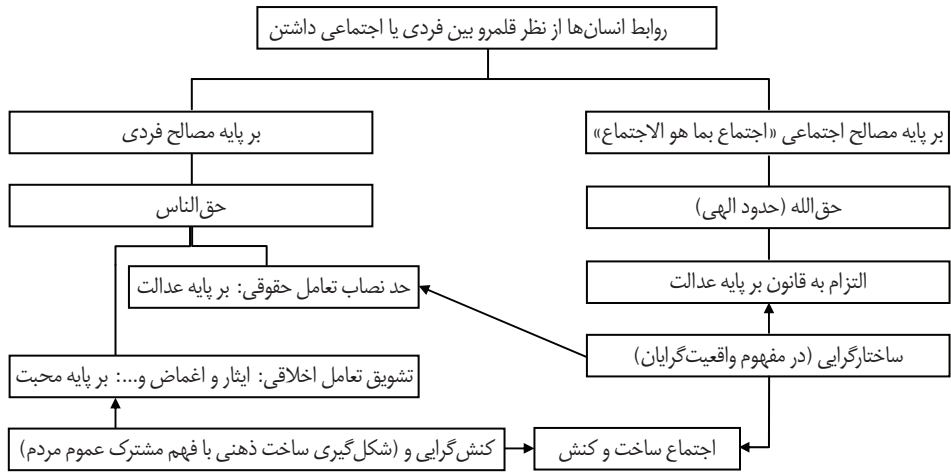 روابط انسان‌ها از نظر قلمرو بین فردی یا اجتماعی داشتن
بر پایه مصالح اجتماعی «اجتماع بما هو الاجتماع»
بر پایه مصالح فردی
حق‌الله (حدود الهی)
حق‌الناس
التزام به قانون بر پایه عدالت
حد نصاب تعامل حقوقی: بر پایه عدالت
ساختارگرایی (در مفهوم واقعیت‌گرایان)
تشویق تعامل اخلاقی: ایثار و اغماض و...: بر پایه محبت
اجتماع ساخت و کنش
کنش‌گرایی و (شکل‌گیری ساخت ذهنی با فهم مشترک عموم مردم)